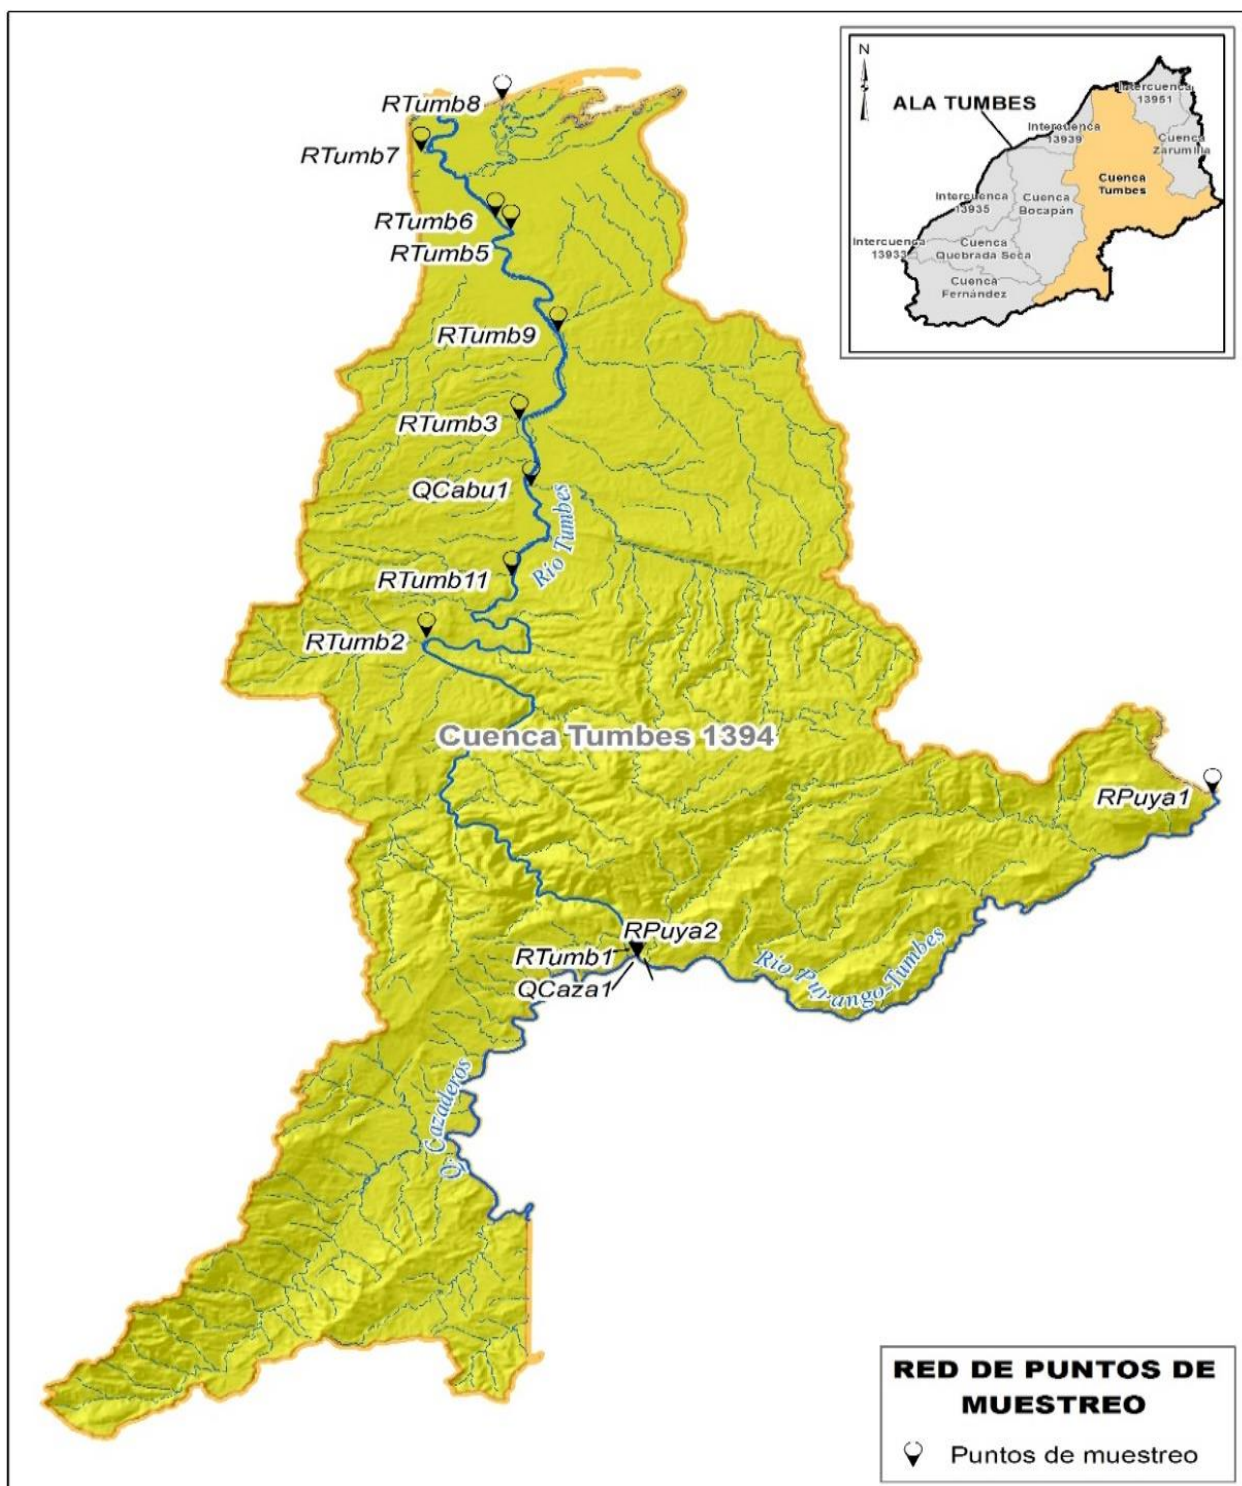 N
ALA TUMBES
Intercuenca
13951
Intercuenca
13939
Cuenca
Zarumilla
Cuenca
Tumbes
Intercuenca
13935
Cuenca
Bocapán
Intercuenca
13933
Cuenca
Quebrada Seca
Cuenca
Fernández
RTumb8
RTumb7
RTumb6
RTumb5
RTumb9
RTumb3
QCabu1
Río Tumbes
RTumb11
RTumb2
Cuenca Tumbes 1394
RPuya1
RPuya2
RTumb1
QCaza1
Río Puyango-Tumbes
Q. Cazaderos
RED DE PUNTOS DE
MUESTREO
Puntos de muestreo